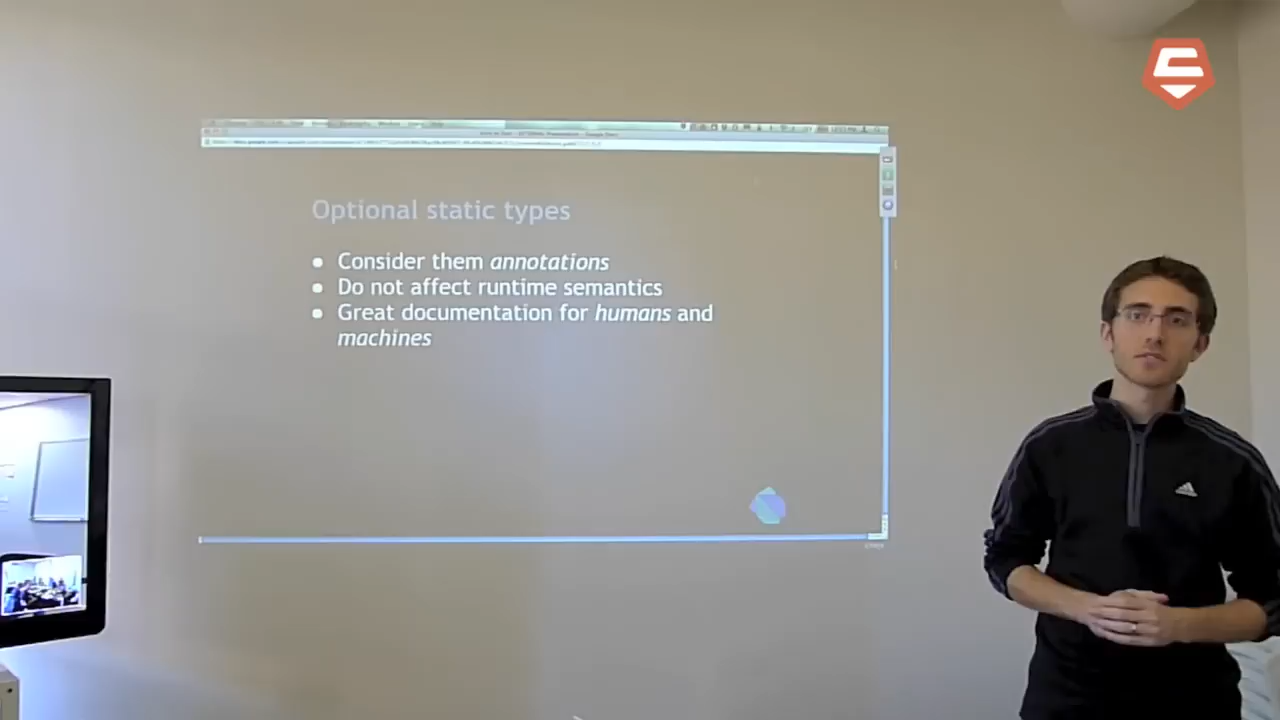 Optional static types
● Consider them annotations
● Do not affect runtime semantics
● Great documentation for humans and
machines